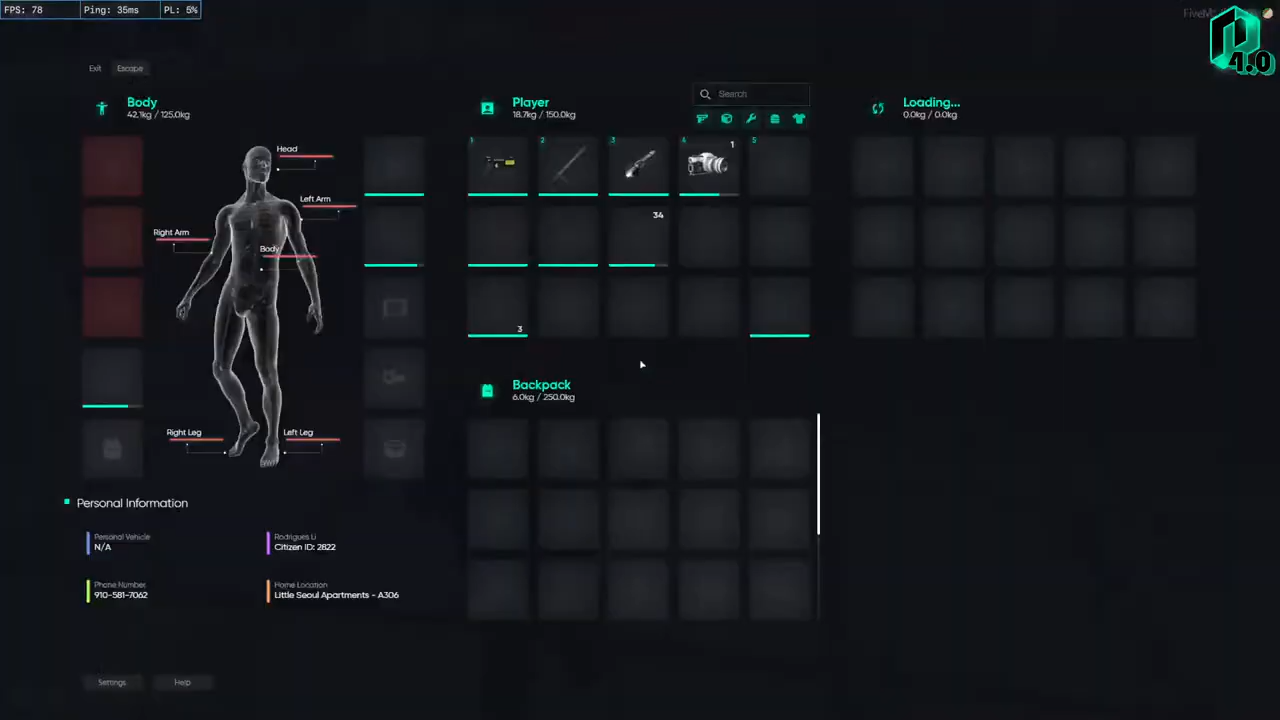 FPS: 78 Ping: 35ms PL: 5%
FiveM
4.0
Exit Escape
Body
42.1kg / 125.0kg
Player
18.7kg / 150.0kg
Search
Loading...
0.0kg / 0.0kg
Head
Left Arm
Right Arm
Body
Right Leg
Left Leg
1 2 3 4 1 5
34
3
Backpack
6.0kg / 250.0kg
Personal Information
Personal Vehicle
N/A
Rodrigues Li
Citizen ID: 2822
Phone Number
910-581-7062
Home Location
Little Seoul Apartments - A306
Settings Help